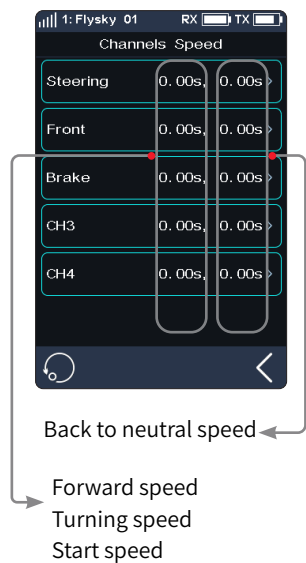 1: Flysky 01 RX TX
Channels Speed
Steering 0.00s, 0.00s
Front 0.00s, 0.00s
Brake 0.00s, 0.00s
CH3 0.00s, 0.00s
CH4 0.00s, 0.00s
Back to neutral speed
Forward speed
Turning speed
Start speed